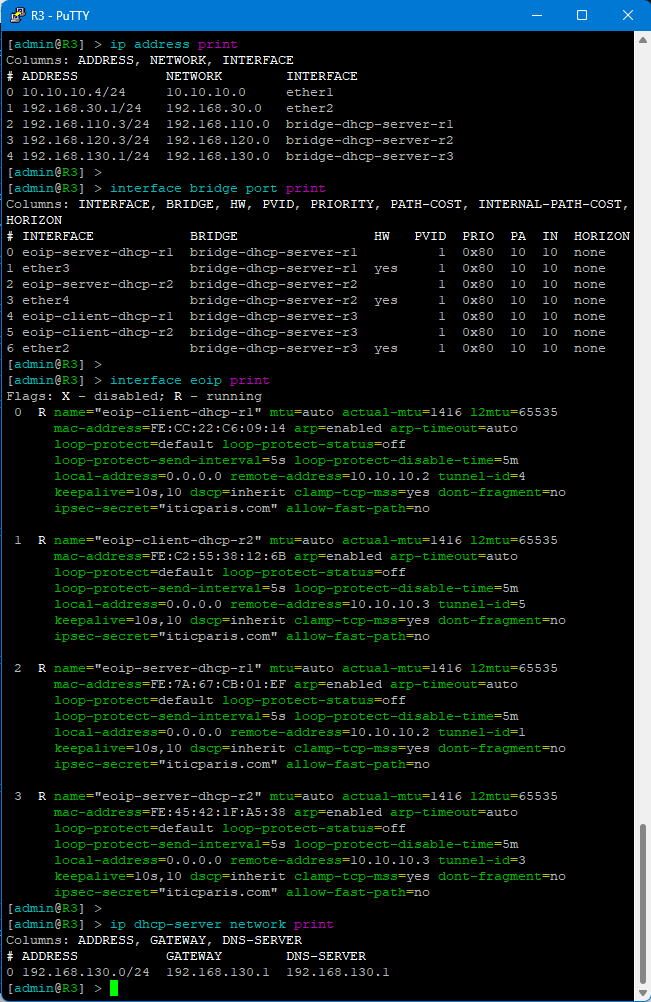 R3 - PuTTY
[admin@R3] > ip address print
Columns: ADDRESS, NETWORK, INTERFACE
# ADDRESS           NETWORK        INTERFACE
0 10.10.10.4/24     10.10.10.0     ether1
1 192.168.30.1/24   192.168.30.0   ether2
2 192.168.110.3/24  192.168.110.0  bridge-dhcp-server-r1
3 192.168.120.3/24  192.168.120.0  bridge-dhcp-server-r2
4 192.168.130.1/24  192.168.130.0  bridge-dhcp-server-r3
[admin@R3] >
[admin@R3] > interface bridge port print
Columns: INTERFACE, BRIDGE, HW, PVID, PRIORITY, PATH-COST, INTERNAL-PATH-COST,
HORIZON
# INTERFACE            BRIDGE                 HW   PVID  PRIO  PA  IN  HORIZON
0 eoip-server-dhcp-r1  bridge-dhcp-server-r1          1  0x80  10  10  none
1 ether3               bridge-dhcp-server-r1  yes     1  0x80  10  10  none
2 eoip-server-dhcp-r2  bridge-dhcp-server-r2          1  0x80  10  10  none
3 ether4               bridge-dhcp-server-r2  yes     1  0x80  10  10  none
4 eoip-client-dhcp-r1  bridge-dhcp-server-r3          1  0x80  10  10  none
5 eoip-client-dhcp-r2  bridge-dhcp-server-r3          1  0x80  10  10  none
6 ether2               bridge-dhcp-server-r3  yes     1  0x80  10  10  none
[admin@R3] >
[admin@R3] > interface eoip print
Flags: X - disabled; R - running
0  R name="eoip-client-dhcp-r1" mtu=auto actual-mtu=1416 l2mtu=65535
mac-address=FE:CC:22:C6:09:14 arp=enabled arp-timeout=auto
loop-protect=default loop-protect-status=off
loop-protect-send-interval=5s loop-protect-disable-time=5m
local-address=0.0.0.0 remote-address=10.10.10.2 tunnel-id=4
keepalive=10s,10 dscp=inherit clamp-tcp-mss=yes dont-fragment=no
ipsec-secret="iticparis.com" allow-fast-path=no
1  R name="eoip-client-dhcp-r2" mtu=auto actual-mtu=1416 l2mtu=65535
mac-address=FE:C2:55:38:12:6B arp=enabled arp-timeout=auto
loop-protect=default loop-protect-status=off
loop-protect-send-interval=5s loop-protect-disable-time=5m
local-address=0.0.0.0 remote-address=10.10.10.3 tunnel-id=5
keepalive=10s,10 dscp=inherit clamp-tcp-mss=yes dont-fragment=no
ipsec-secret="iticparis.com" allow-fast-path=no
2  R name="eoip-server-dhcp-r1" mtu=auto actual-mtu=1416 l2mtu=65535
mac-address=FE:7A:67:CB:01:EF arp=enabled arp-timeout=auto
loop-protect=default loop-protect-status=off
loop-protect-send-interval=5s loop-protect-disable-time=5m
local-address=0.0.0.0 remote-address=10.10.10.2 tunnel-id=1
keepalive=10s,10 dscp=inherit clamp-tcp-mss=yes dont-fragment=no
ipsec-secret="iticparis.com" allow-fast-path=no
3  R name="eoip-server-dhcp-r2" mtu=auto actual-mtu=1416 l2mtu=65535
mac-address=FE:45:42:1F:A5:38 arp=enabled arp-timeout=auto
loop-protect=default loop-protect-status=off
loop-protect-send-interval=5s loop-protect-disable-time=5m
local-address=0.0.0.0 remote-address=10.10.10.3 tunnel-id=3
keepalive=10s,10 dscp=inherit clamp-tcp-mss=yes dont-fragment=no
ipsec-secret="iticparis.com" allow-fast-path=no
[admin@R3] >
[admin@R3] > ip dhcp-server network print
Columns: ADDRESS, GATEWAY, DNS-SERVER
# ADDRESS           GATEWAY        DNS-SERVER
0 192.168.130.0/24  192.168.130.1  192.168.130.1
[admin@R3] >